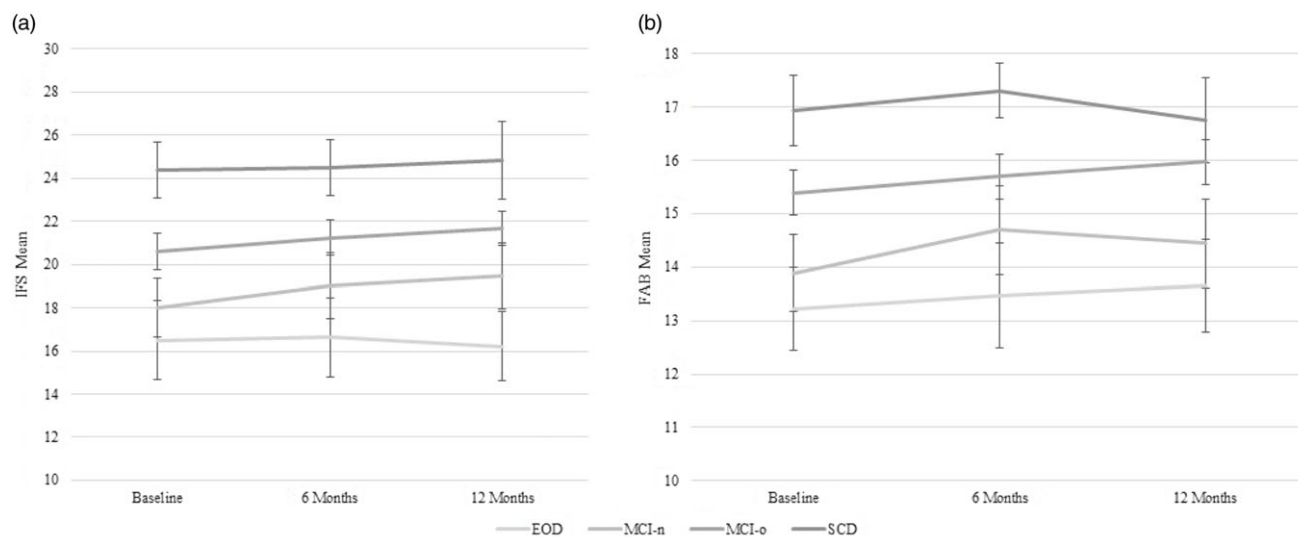 (a)
30
28
26
24
22
20
18
16
14
12
10
IFS Mean
Baseline 6 Months 12 Months
(b)
18
17
16
15
14
13
12
11
10
FAB Mean
Baseline 6 Months 12 Months
EOD MCI-n MCI-o SCD